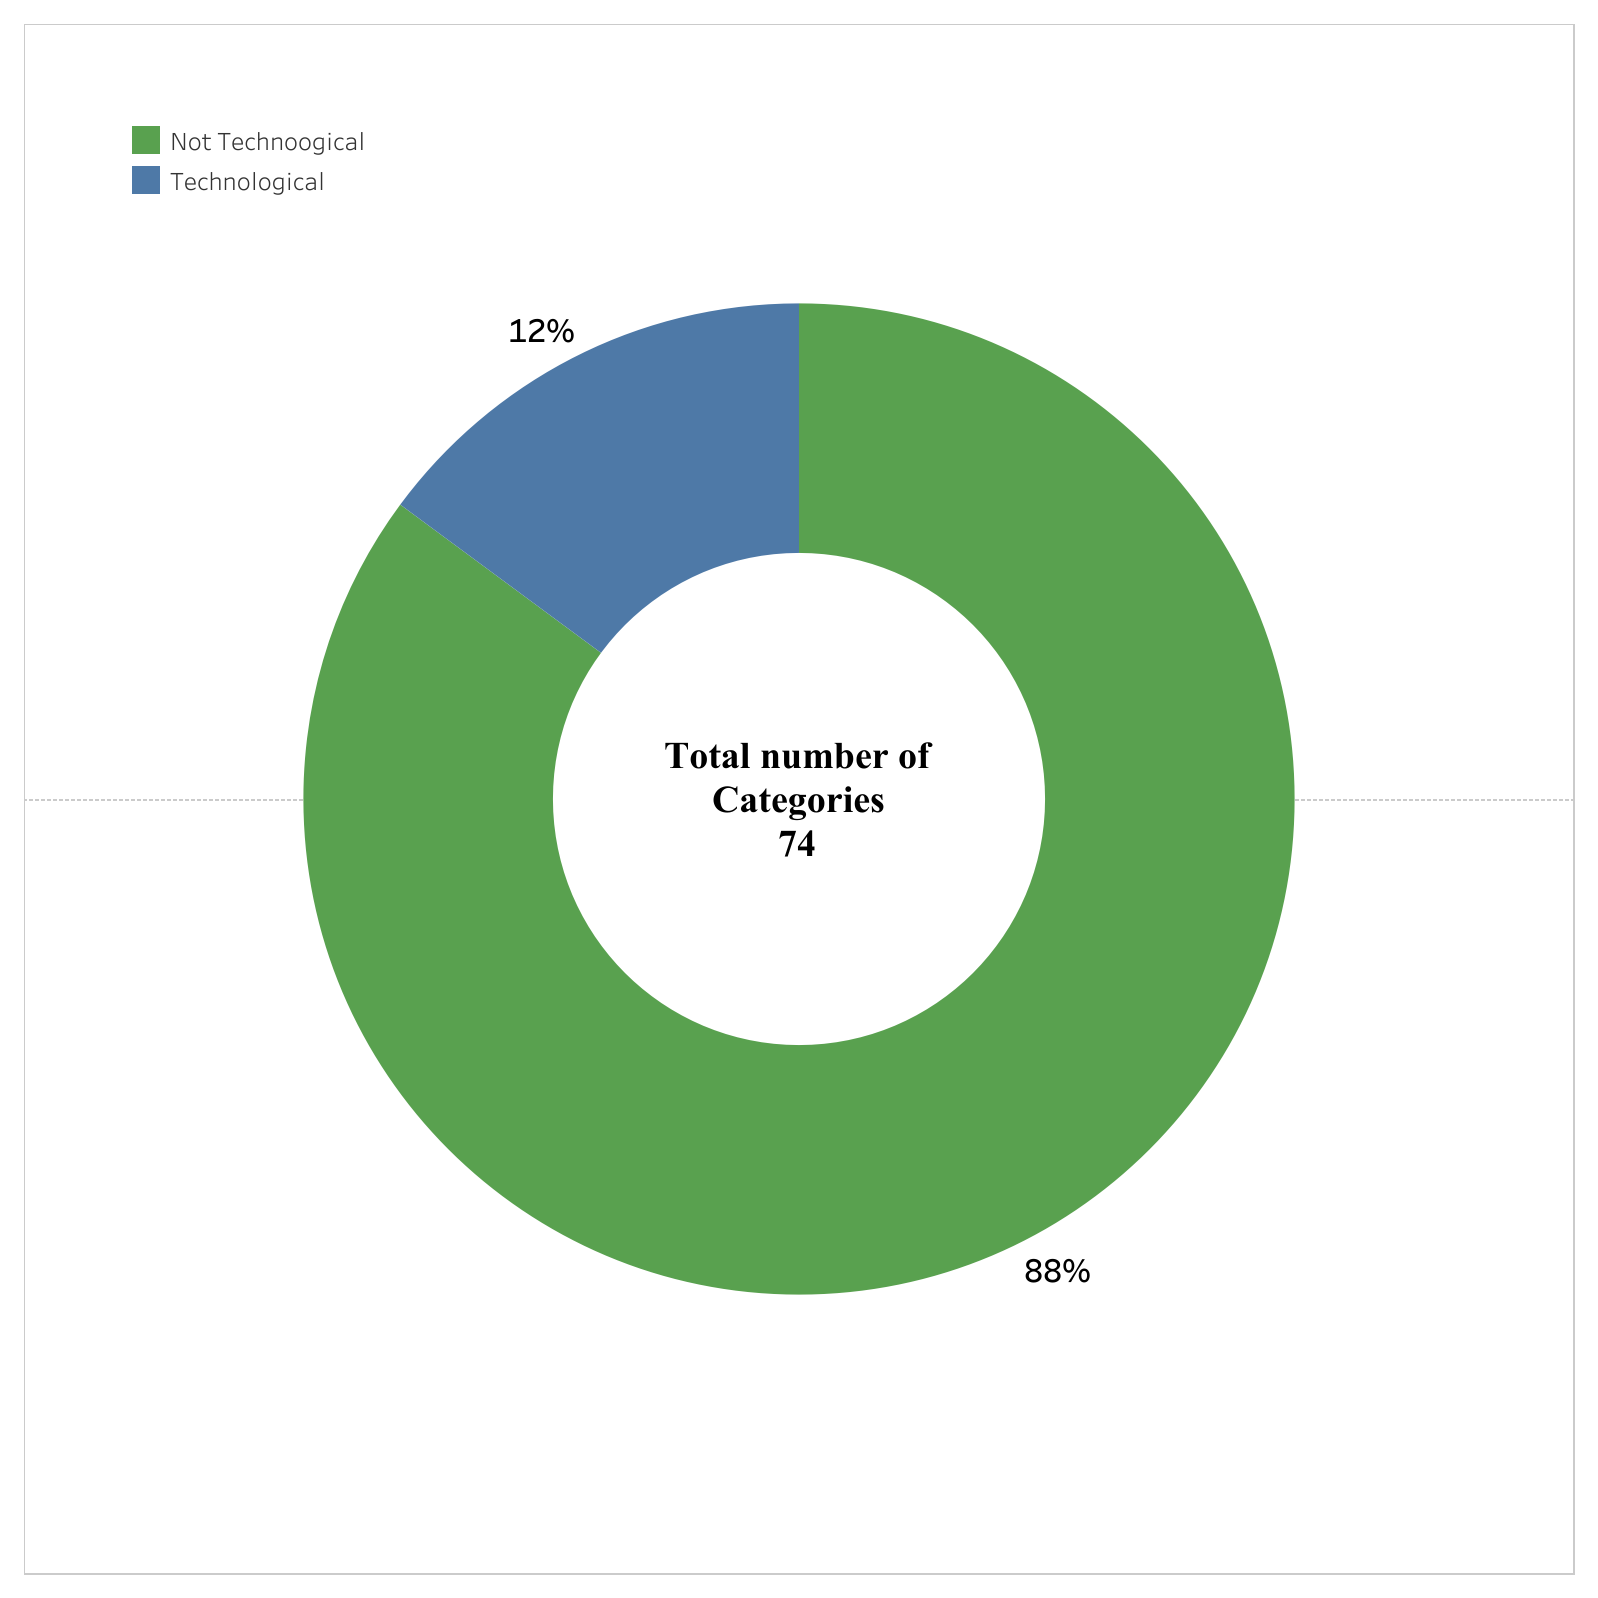 Not Technoogical
Technological
12%
Total number of
Categories
74
88%